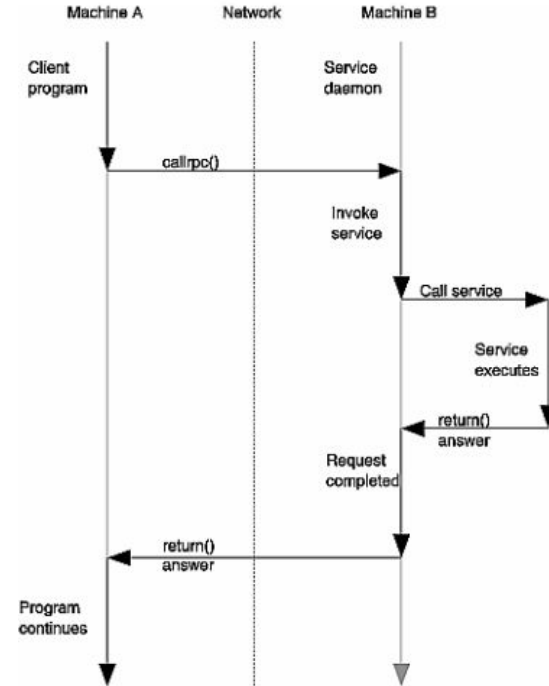 Machine A
Network
Machine B
Client
program
Service
daemon
callrpc()
Invoke
service
Call service
Service
executes
return()
answer
Request
completed
return()
answer
Program
continues